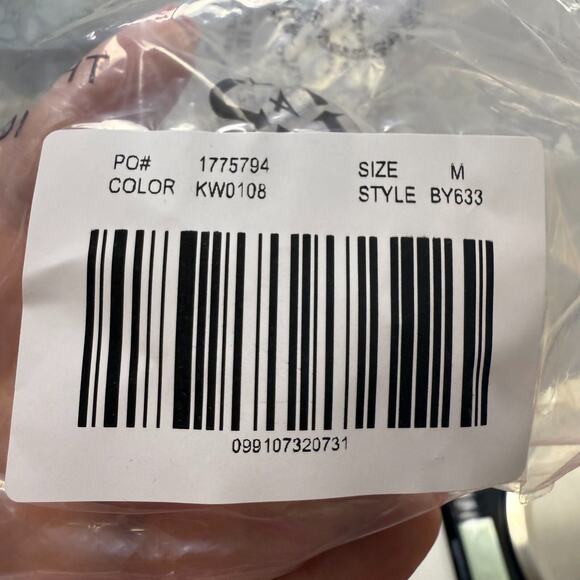 PO# 1775794 SIZE M
COLOR KW0108 STYLE BY633
099107320731